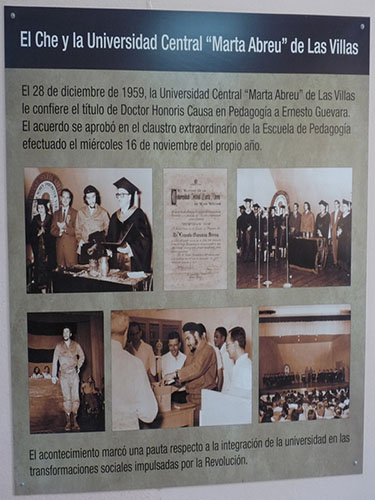 El Che y la Universidad Central "Marta Abreu" de Las Villas
El 28 de diciembre de 1959, la Universidad Central "Marta Abreu" de Las Villas
le confiere el título de Doctor Honoris Causa en Pedagogía a Ernesto Guevara.
El acuerdo se aprobó en el claustro extraordinario de la Escuela de Pedagogía
efectuado el miércoles 16 de noviembre del propio año.
El acontecimiento marcó una pauta respecto a la integración de la universidad en las
transformaciones sociales impulsadas por la Revolución.